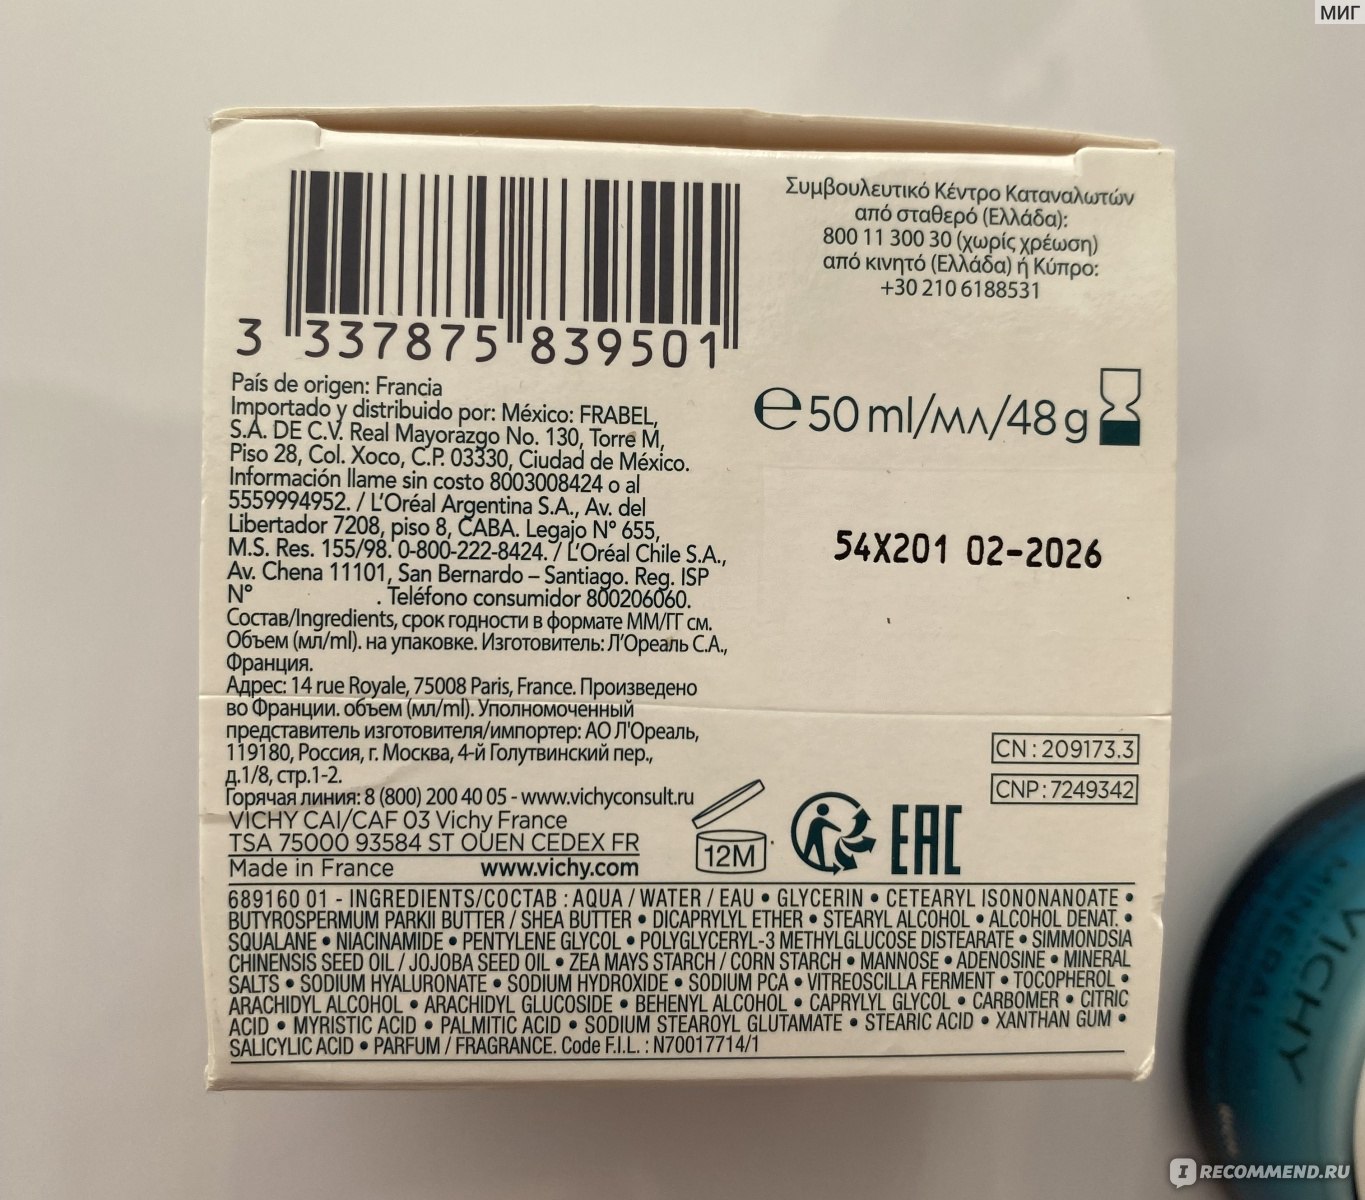 МИГ
3 337875 839501
Συμβουλευτικό Κέντρο Καταναλωτών
από σταθερό (Ελλάδα):
800 11 300 30 (χωρίς χρέωση)
από κινητό (Ελλάδα) ή Κύπρο:
+30 210 6188531
℮50 ml/мл/48 g
54X201 02-2026
País de origen: Francia
Importado y distribuido por: México: FRABEL,
S.A. DE C.V. Real Mayorazgo No. 130, Torre M,
Piso 28, Col. Xoco, C.P. 03330, Ciudad de México.
Información llame sin costo 8003008424 o al
5559994952. / L'Oréal Argentina S.A., Av. del
Libertador 7208, piso 8, CABA. Legajo N° 655,
M.S. Res. 155/98. 0-800-222-8424. / L'Oréal Chile S.A.,
Av. Chena 11101, San Bernardo – Santiago. Reg. ISP
N° . Teléfono consumidor 800206060.
Состав/Ingredients, срок годности в формате ММ/ГГ см.
Объем (мл/ml). на упаковке. Изготовитель: Л'Ореаль С.А.,
Франция.
Адрес: 14 rue Royale, 75008 Paris, France. Произведено
во Франции. объем (мл/ml). Уполномоченный
представитель изготовителя/импортер: АО Л'Ореаль,
119180, Россия, г. Москва, 4-й Голутвинский пер.,
д.1/8, стр.1-2.
Горячая линия: 8 (800) 200 40 05 - www.vichyconsult.ru
VICHY CAI/CAF 03 Vichy France
TSA 75000 93584 ST OUEN CEDEX FR
Made in France www.vichy.com
CN : 209173.3
CNP : 7249342
12M
EAC
689160 01 - INGREDIENTS/СОСТАВ : AQUA / WATER / EAU • GLYCERIN • CETEARYL ISONONANOATE •
BUTYROSPERMUM PARKII BUTTER / SHEA BUTTER • DICAPRYLYL ETHER • STEARYL ALCOHOL • ALCOHOL DENAT. •
SQUALANE • NIACINAMIDE • PENTYLENE GLYCOL • POLYGLYCERYL-3 METHYLGLUCOSE DISTEARATE • SIMMONDSIA
CHINENSIS SEED OIL / JOJOBA SEED OIL • ZEA MAYS STARCH / CORN STARCH • MANNOSE • ADENOSINE • MINERAL
SALTS • SODIUM HYALURONATE • SODIUM HYDROXIDE • SODIUM PCA • VITREOSCILLA FERMENT • TOCOPHEROL •
ARACHIDYL ALCOHOL • ARACHIDYL GLUCOSIDE • BEHENYL ALCOHOL • CAPRYLYL GLYCOL • CARBOMER • CITRIC
ACID • MYRISTIC ACID • PALMITIC ACID • SODIUM STEAROYL GLUTAMATE • STEARIC ACID • XANTHAN GUM •
SALICYLIC ACID • PARFUM / FRAGRANCE. Code F.I.L. : N70017714/1
VICHY
MINERAL
IRECOMMEND.RU